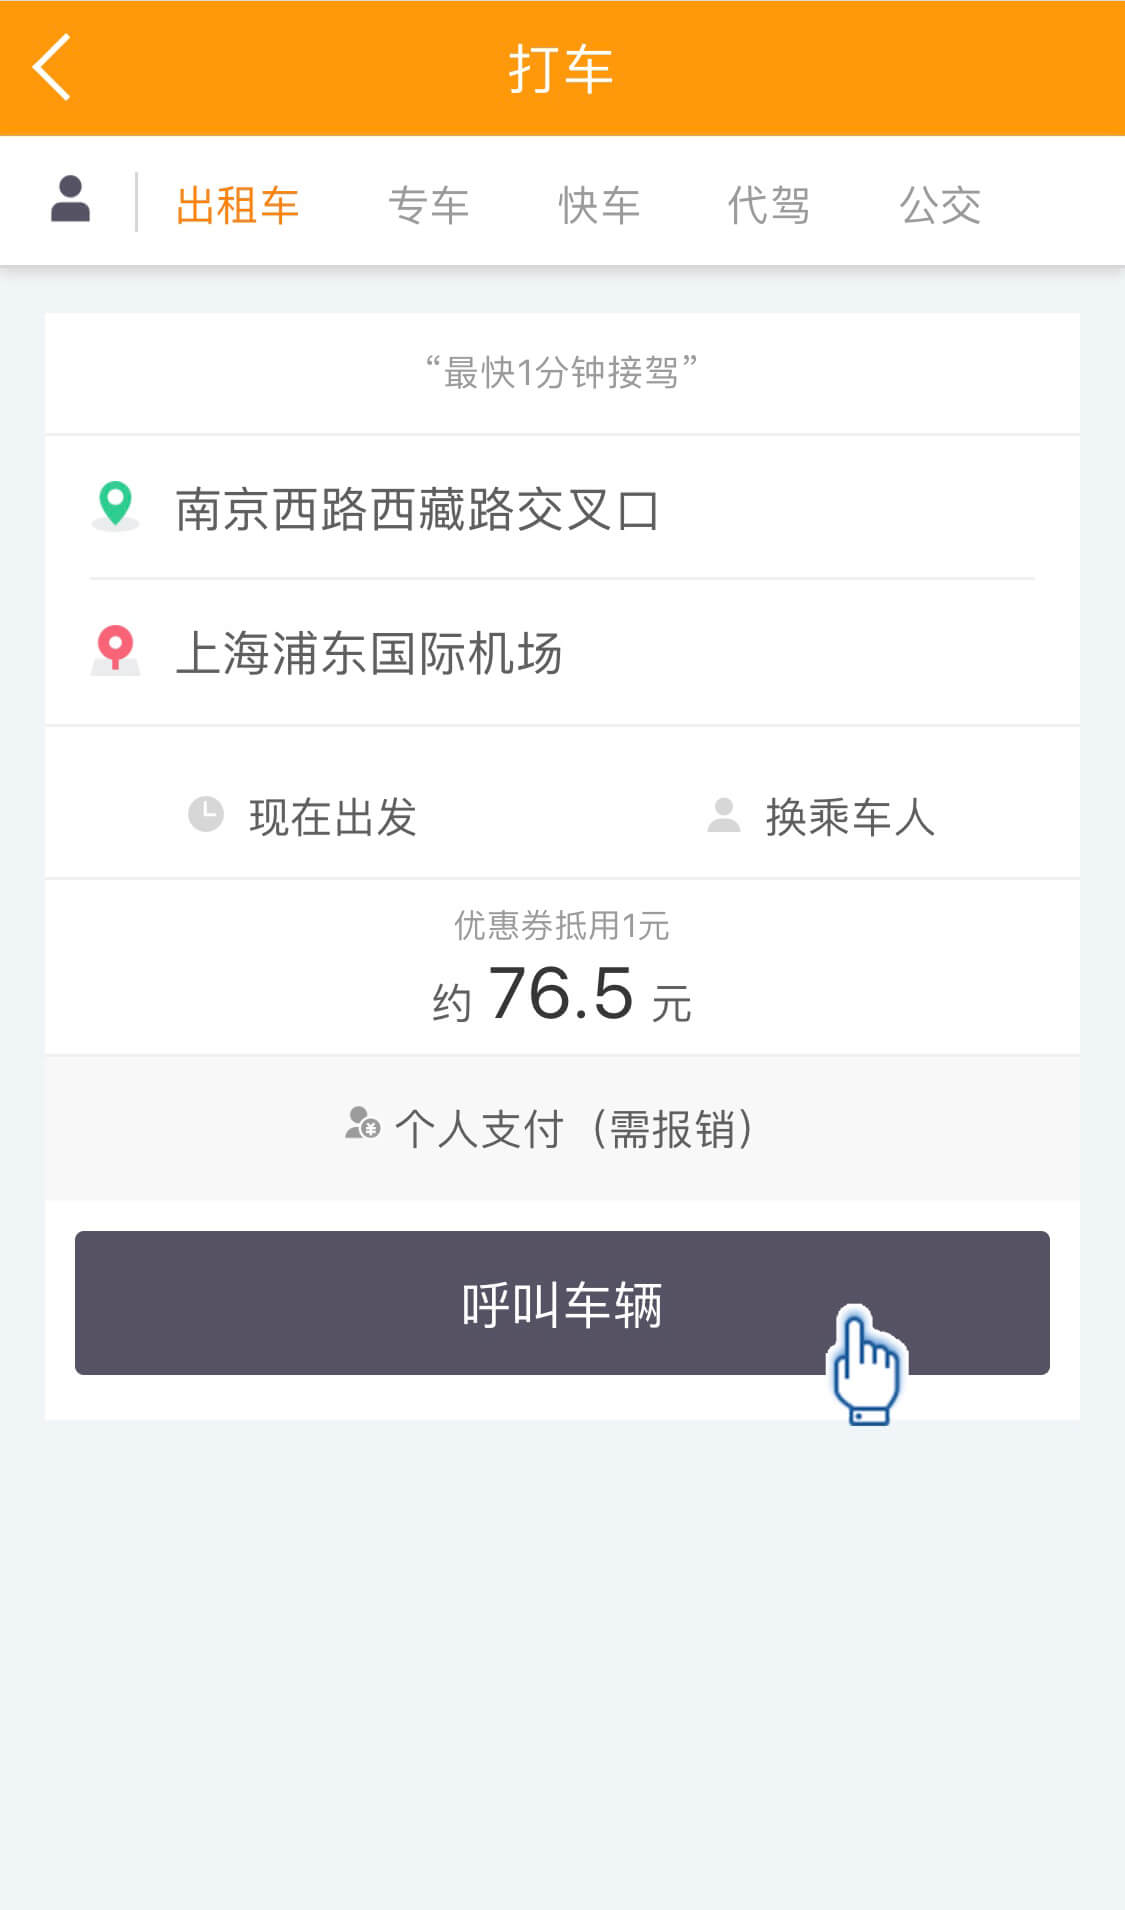 打车
出租车 专车 快车 代驾 公交
“最快1分钟接驾”
南京西路西藏路交叉口
上海浦东国际机场
现在出发 换乘车人
优惠券抵用1元
约 76.5 元
个人支付（需报销）
呼叫车辆